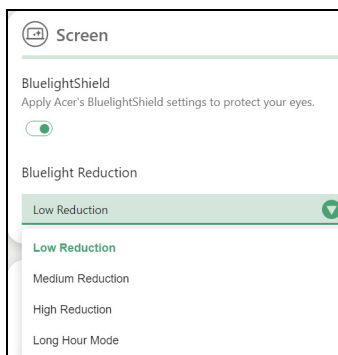 Screen
BluelightShield
Apply Acer's BluelightShield settings to protect your eyes.
Bluelight Reduction
Low Reduction
Low Reduction
Medium Reduction
High Reduction
Long Hour Mode